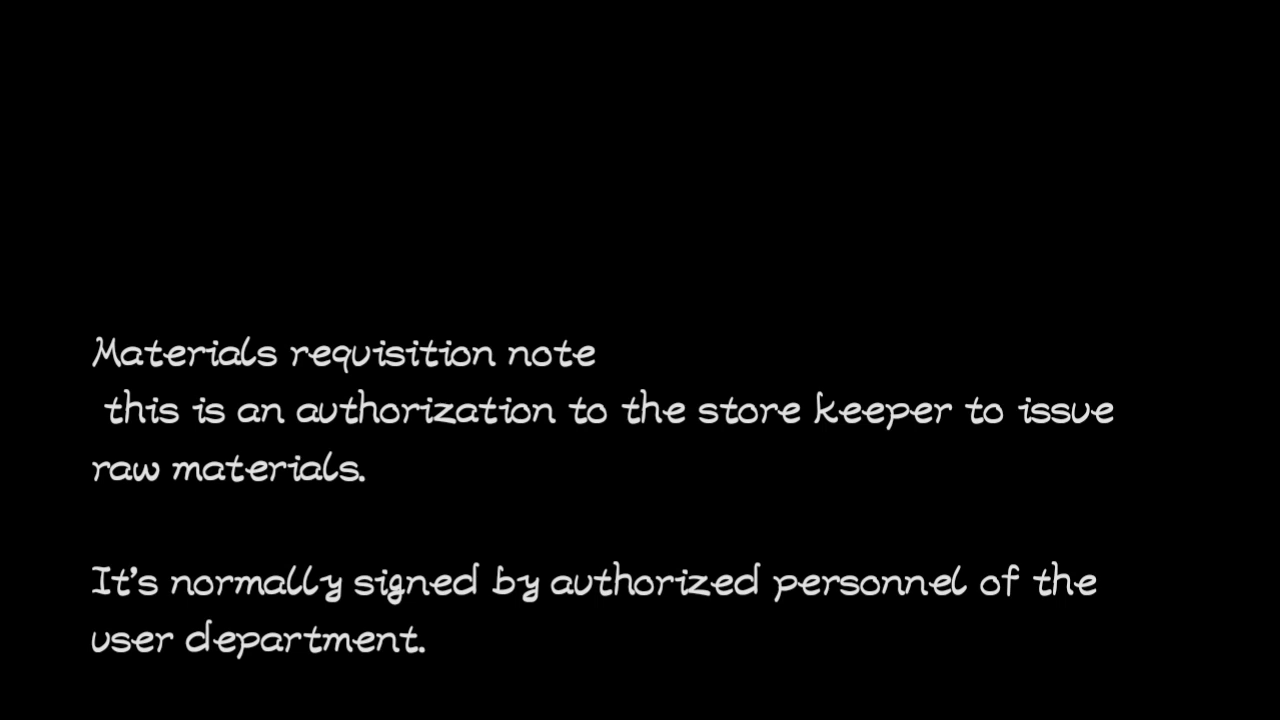 Materials requisition note
this is an authorization to the store keeper to issue
raw materials.
It's normally signed by authorized personnel of the
user department.